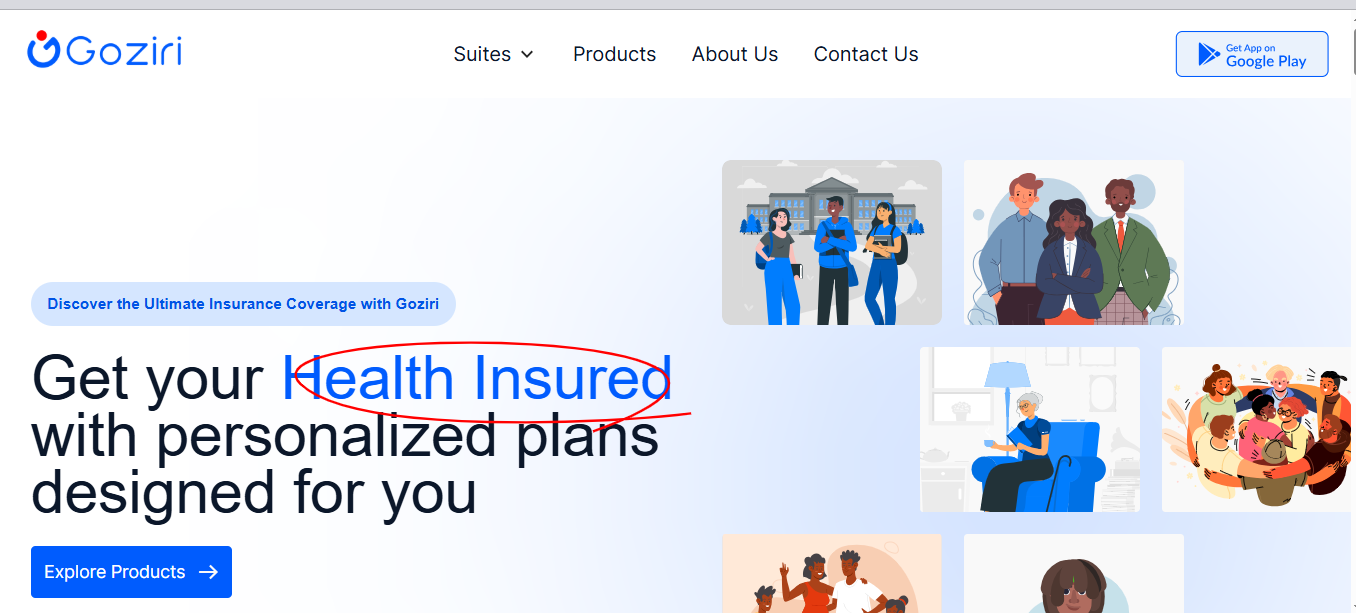 Goziri
Suites
Products
About Us
Contact Us
Get App on
Google Play
Discover the Ultimate Insurance Coverage with Goziri
Get your Health Insured
with personalized plans
designed for you
Explore Products